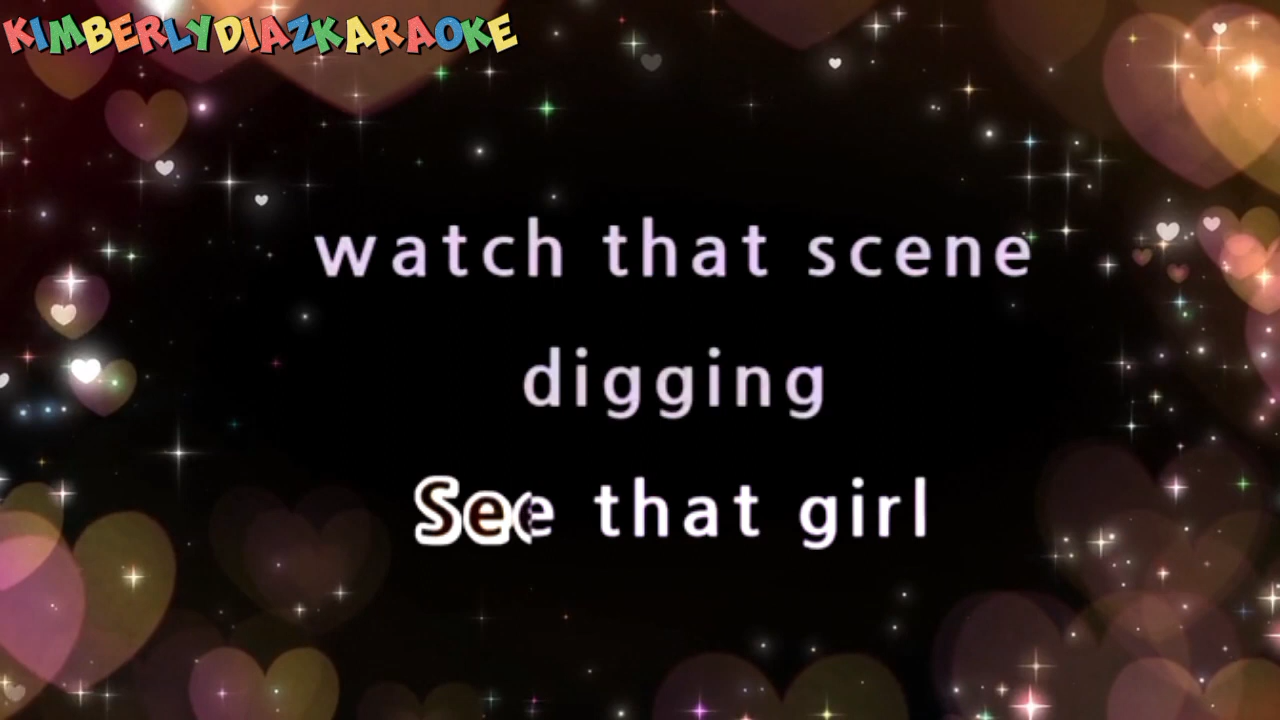 KIMBERLYDIAZKARAOKE
watch that scene
digging
See that girl